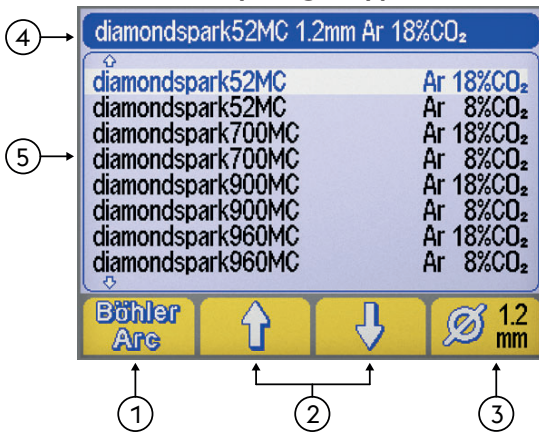 diamondspark52MC 1.2mm Ar 18%CO₂
diamondspark52MC Ar 18%CO₂
diamondspark52MC Ar 8%CO₂
diamondspark700MC Ar 18%CO₂
diamondspark700MC Ar 8%CO₂
diamondspark900MC Ar 18%CO₂
diamondspark900MC Ar 8%CO₂
diamondspark960MC Ar 18%CO₂
diamondspark960MC Ar 8%CO₂
Böhler Arc
1.2 mm
4
5
1
2
3